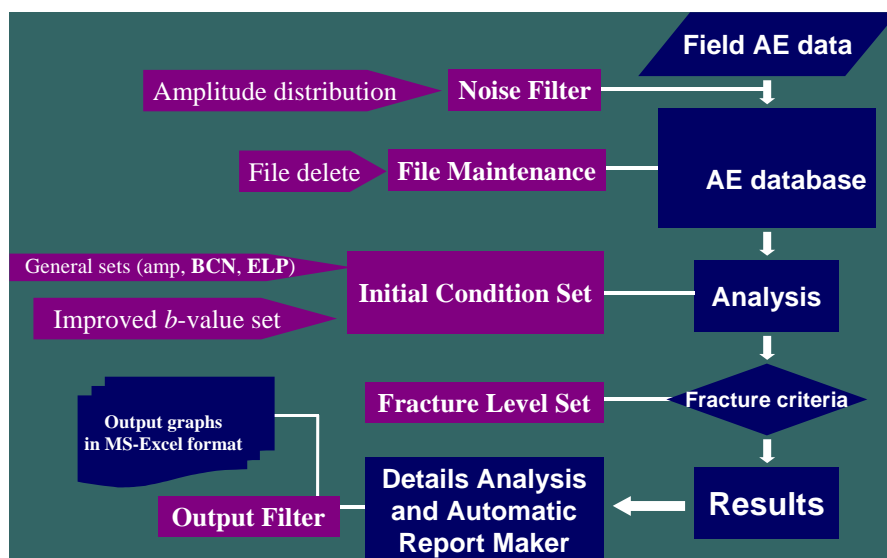 Field AE data
Amplitude distribution
Noise Filter
File delete
File Maintenance
AE database
General sets (amp, BCN, ELP)
Improved b-value set
Initial Condition Set
Analysis
Fracture Level Set
Fracture criteria
Output graphs
in MS-Excel format
Output Filter
Details Analysis
and Automatic
Report Maker
Results